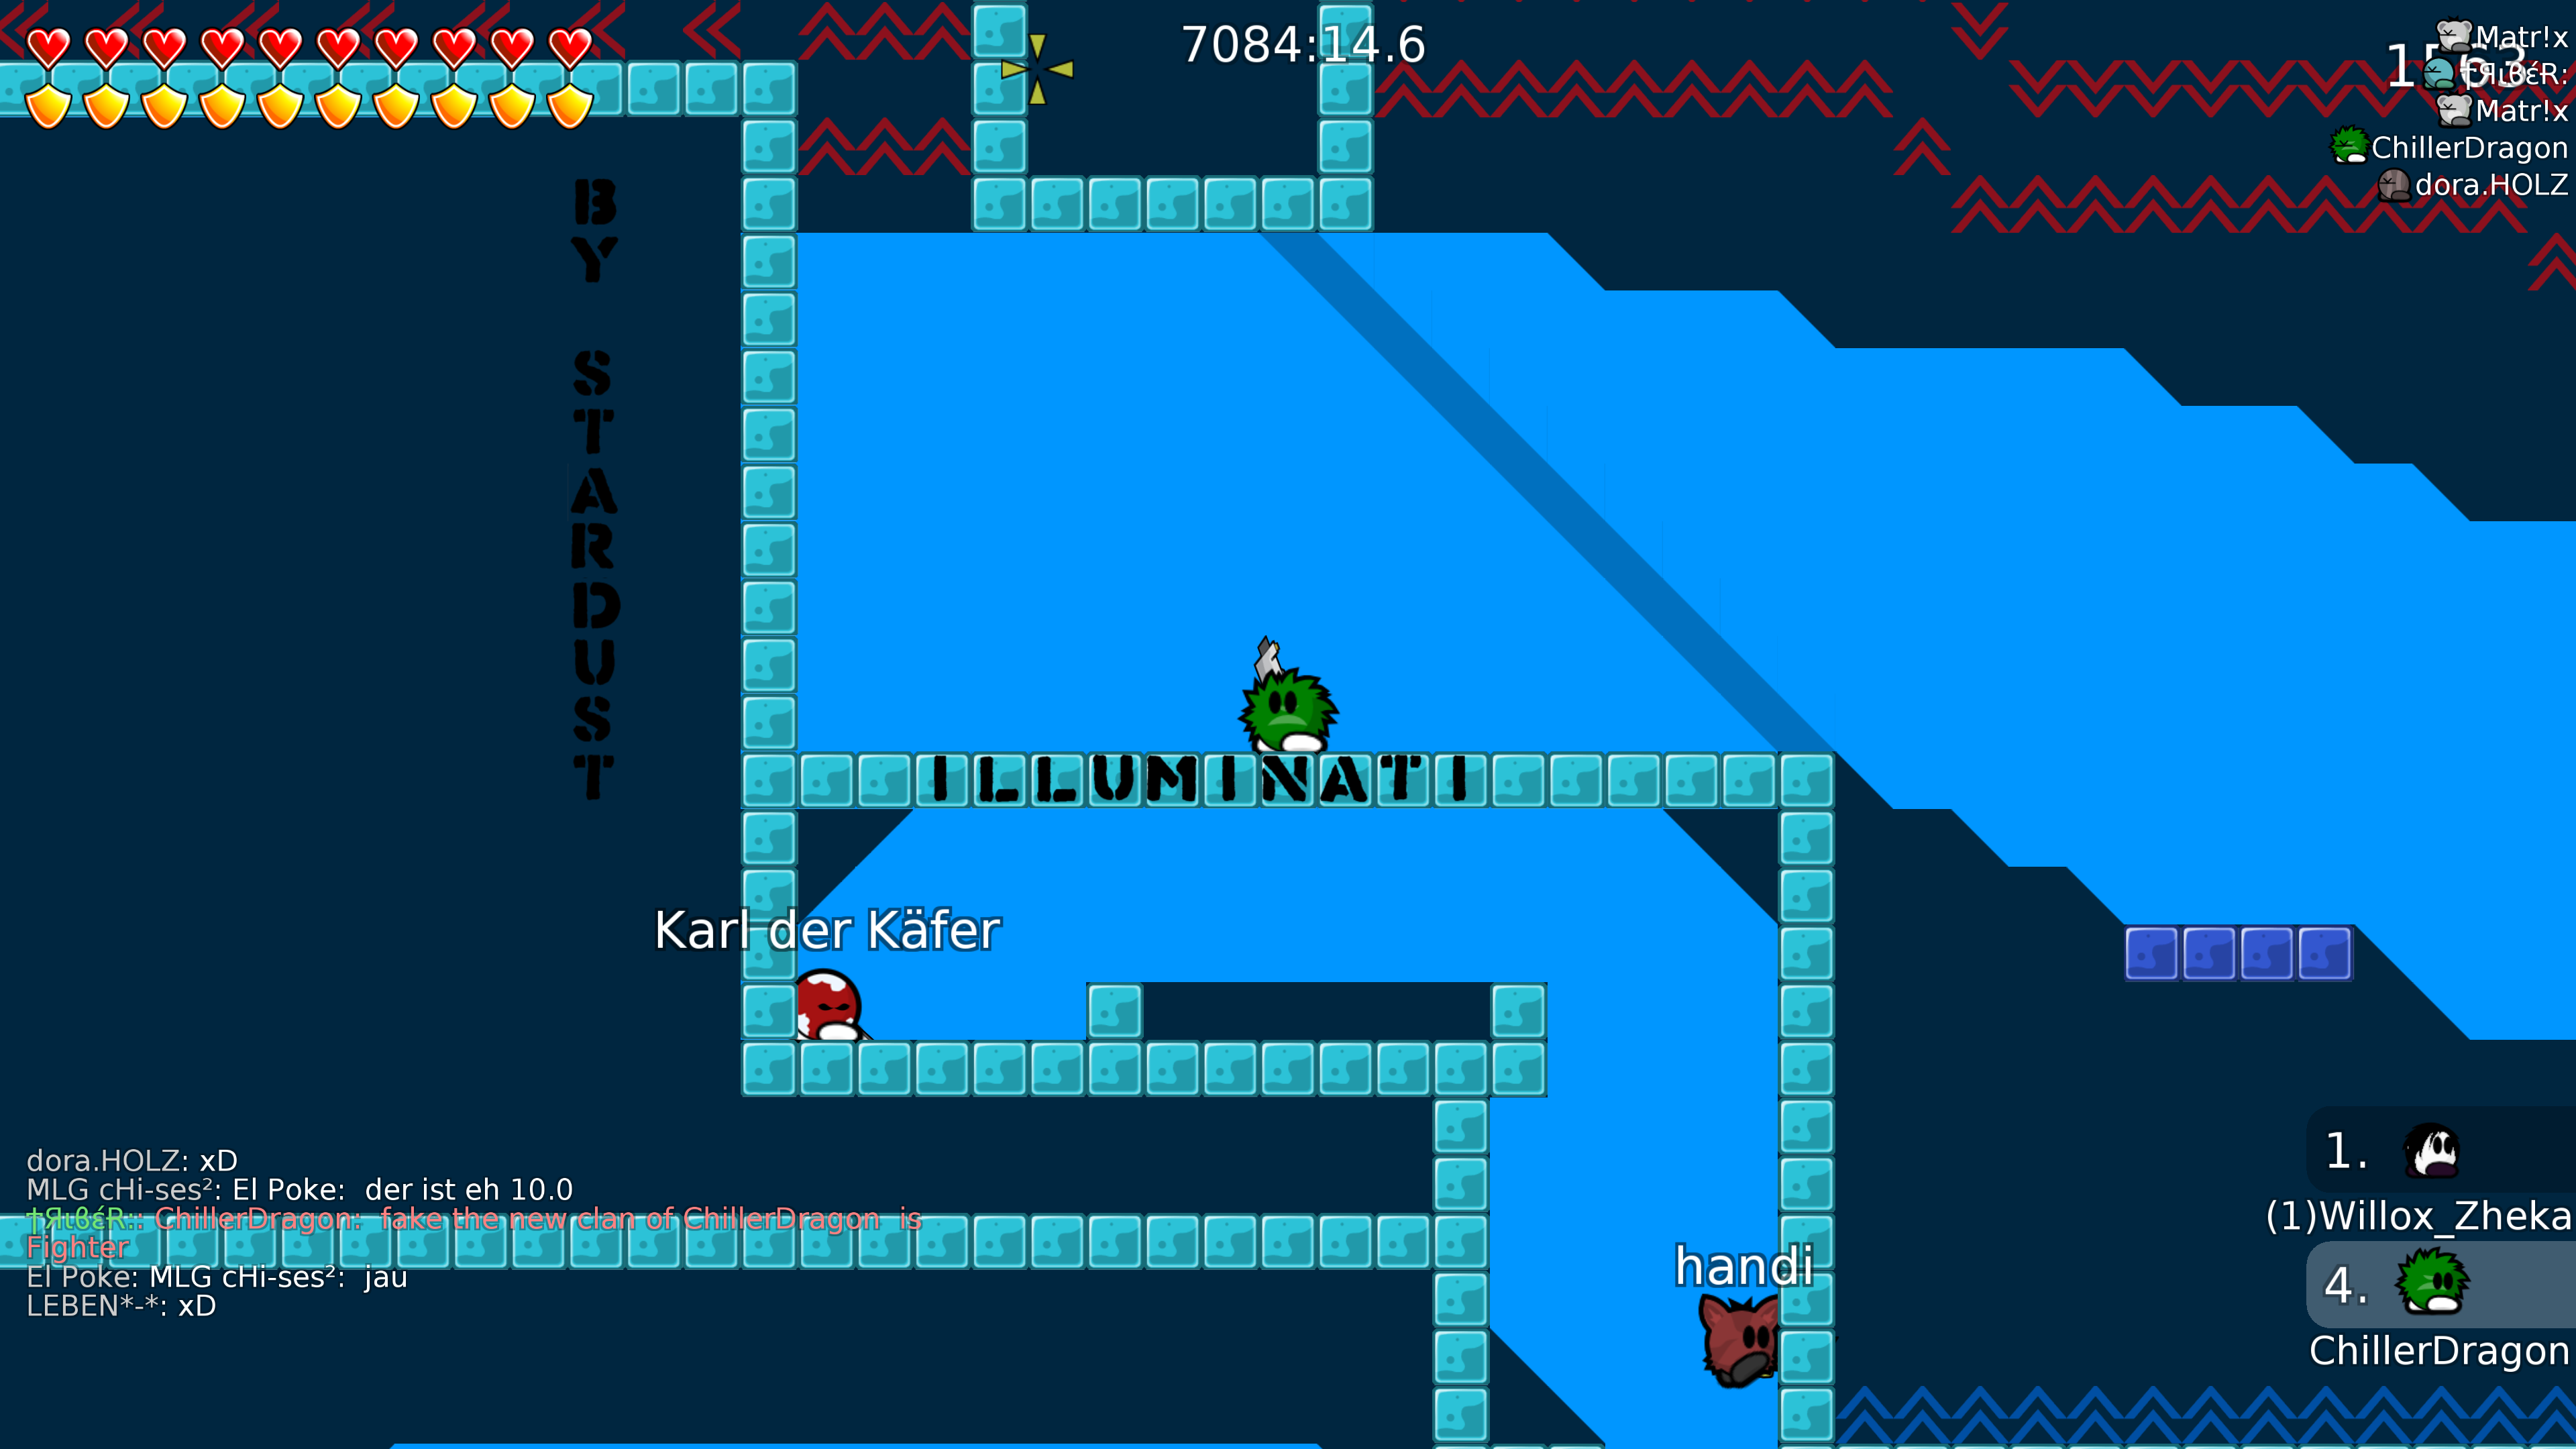 7084:14.6
Matr!x
†ЯιβέR:
Matr!x
ChillerDragon
dora.HOLZ
BY STARDUST
ILLUMINATI
Karl der Käfer
handi
dora.HOLZ: xD
MLG cHi-ses²: El Poke:  der ist eh 10.0
†ЯιβέR:: ChillerDragon:  fake the new clan of ChillerDragon  is
Fighter
El Poke: MLG cHi-ses²:  jau
LEBEN*-*: xD
1.
(1)Willox_Zheka
4.
ChillerDragon